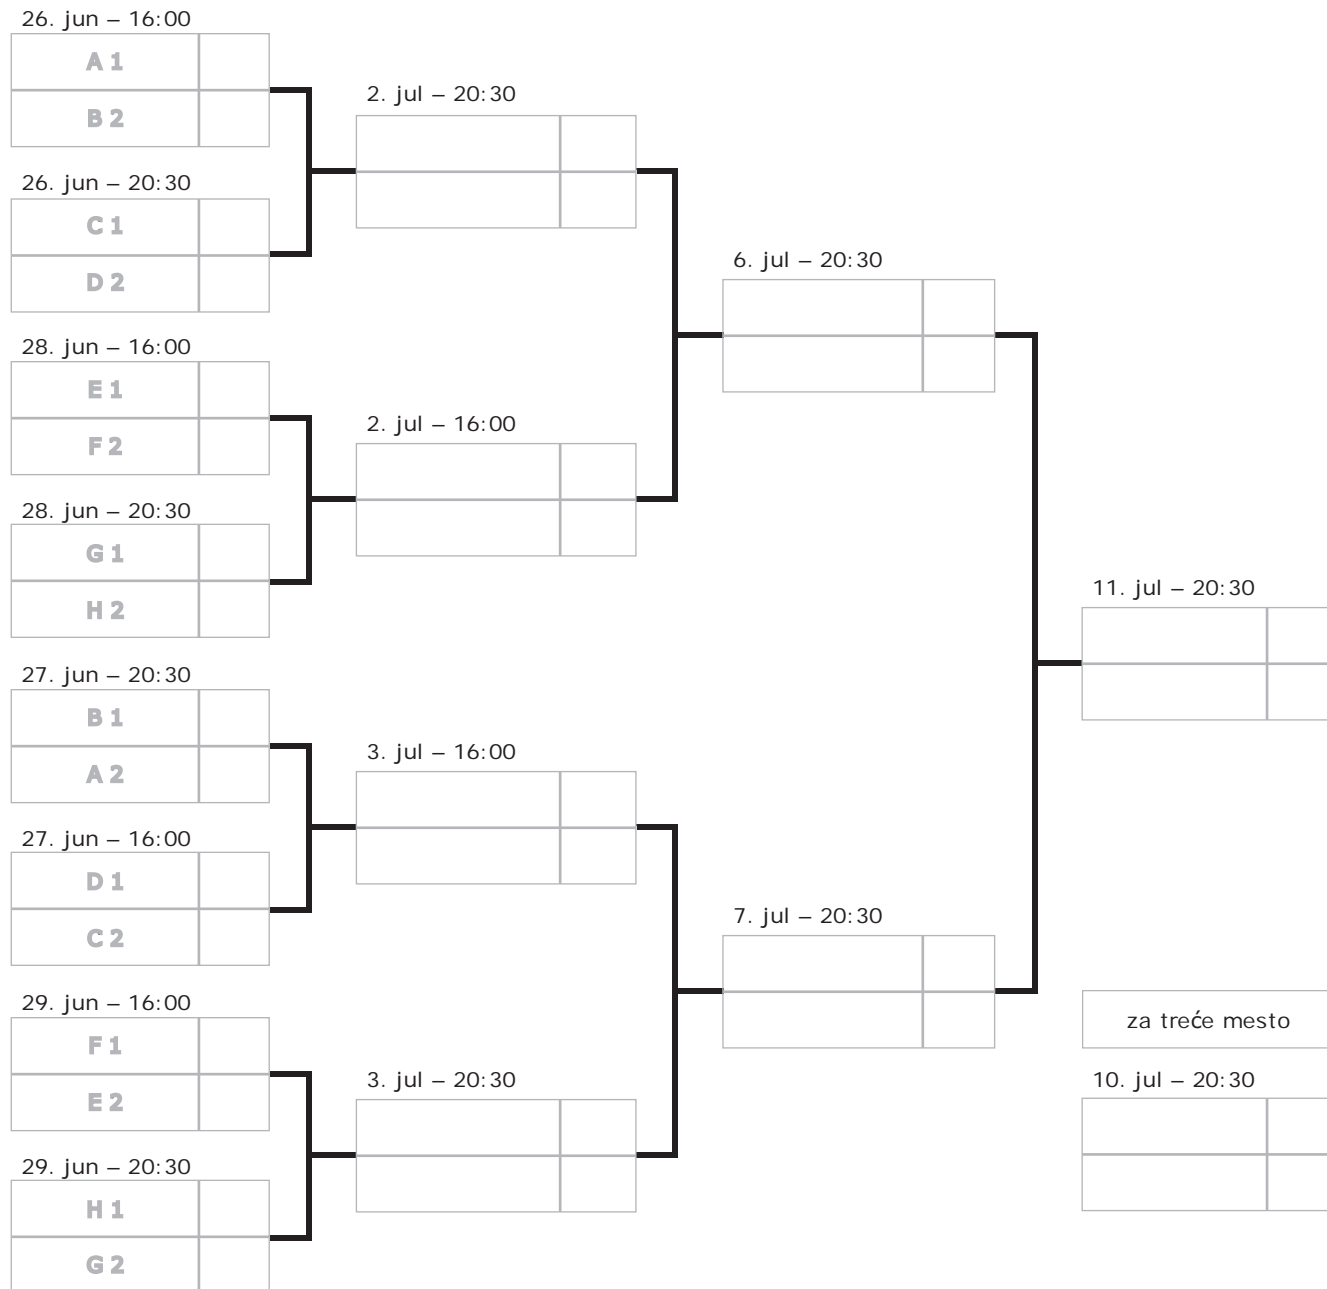 26. jun – 16:00
A 1
B 2
26. jun – 20:30
C 1
D 2
28. jun – 16:00
E 1
F 2
28. jun – 20:30
G 1
H 2
27. jun – 20:30
B 1
A 2
27. jun – 16:00
D 1
C 2
29. jun – 16:00
F 1
E 2
29. jun – 20:30
H 1
G 2
2. jul – 20:30
2. jul – 16:00
3. jul – 16:00
3. jul – 20:30
6. jul – 20:30
7. jul – 20:30
11. jul – 20:30
za treće mesto
10. jul – 20:30